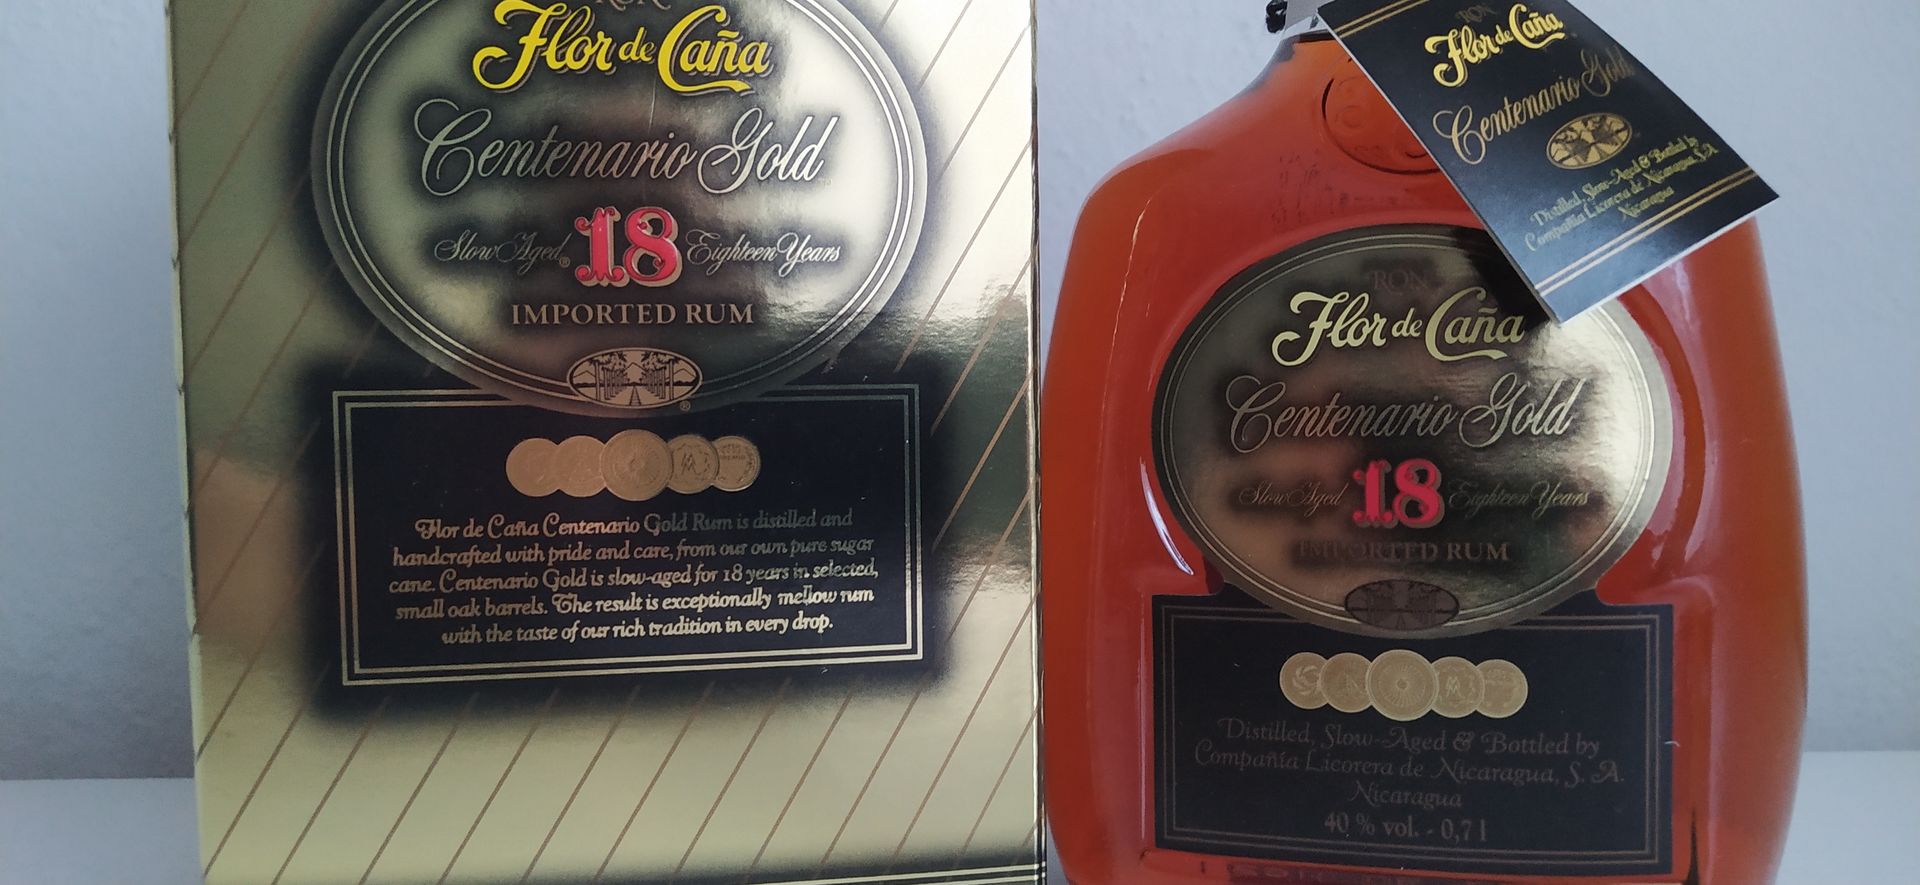 RON
Flor de Caña
Centenario Gold
Slow Aged® 18 Eighteen Years
IMPORTED RUM
®
Flor de Caña Centenario Gold Rum is distilled and
handcrafted with pride and care, from our own pure sugar
cane. Centenario Gold is slow-aged for 18 years in selected,
small oak barrels. The result is exceptionally mellow rum
with the taste of our rich tradition in every drop.
RON
Flor de Caña
Centenario Gold
Distilled, Slow-Aged & Bottled by
Compañía Licorera de Nicaragua, S.A.
Nicaragua
RON
Flor de Caña
Centenario Gold
Slow Aged 18 Eighteen Years
IMPORTED RUM
Distilled, Slow-Aged & Bottled by
Compañía Licorera de Nicaragua, S. A.
Nicaragua
40 % vol. - 0,7 l